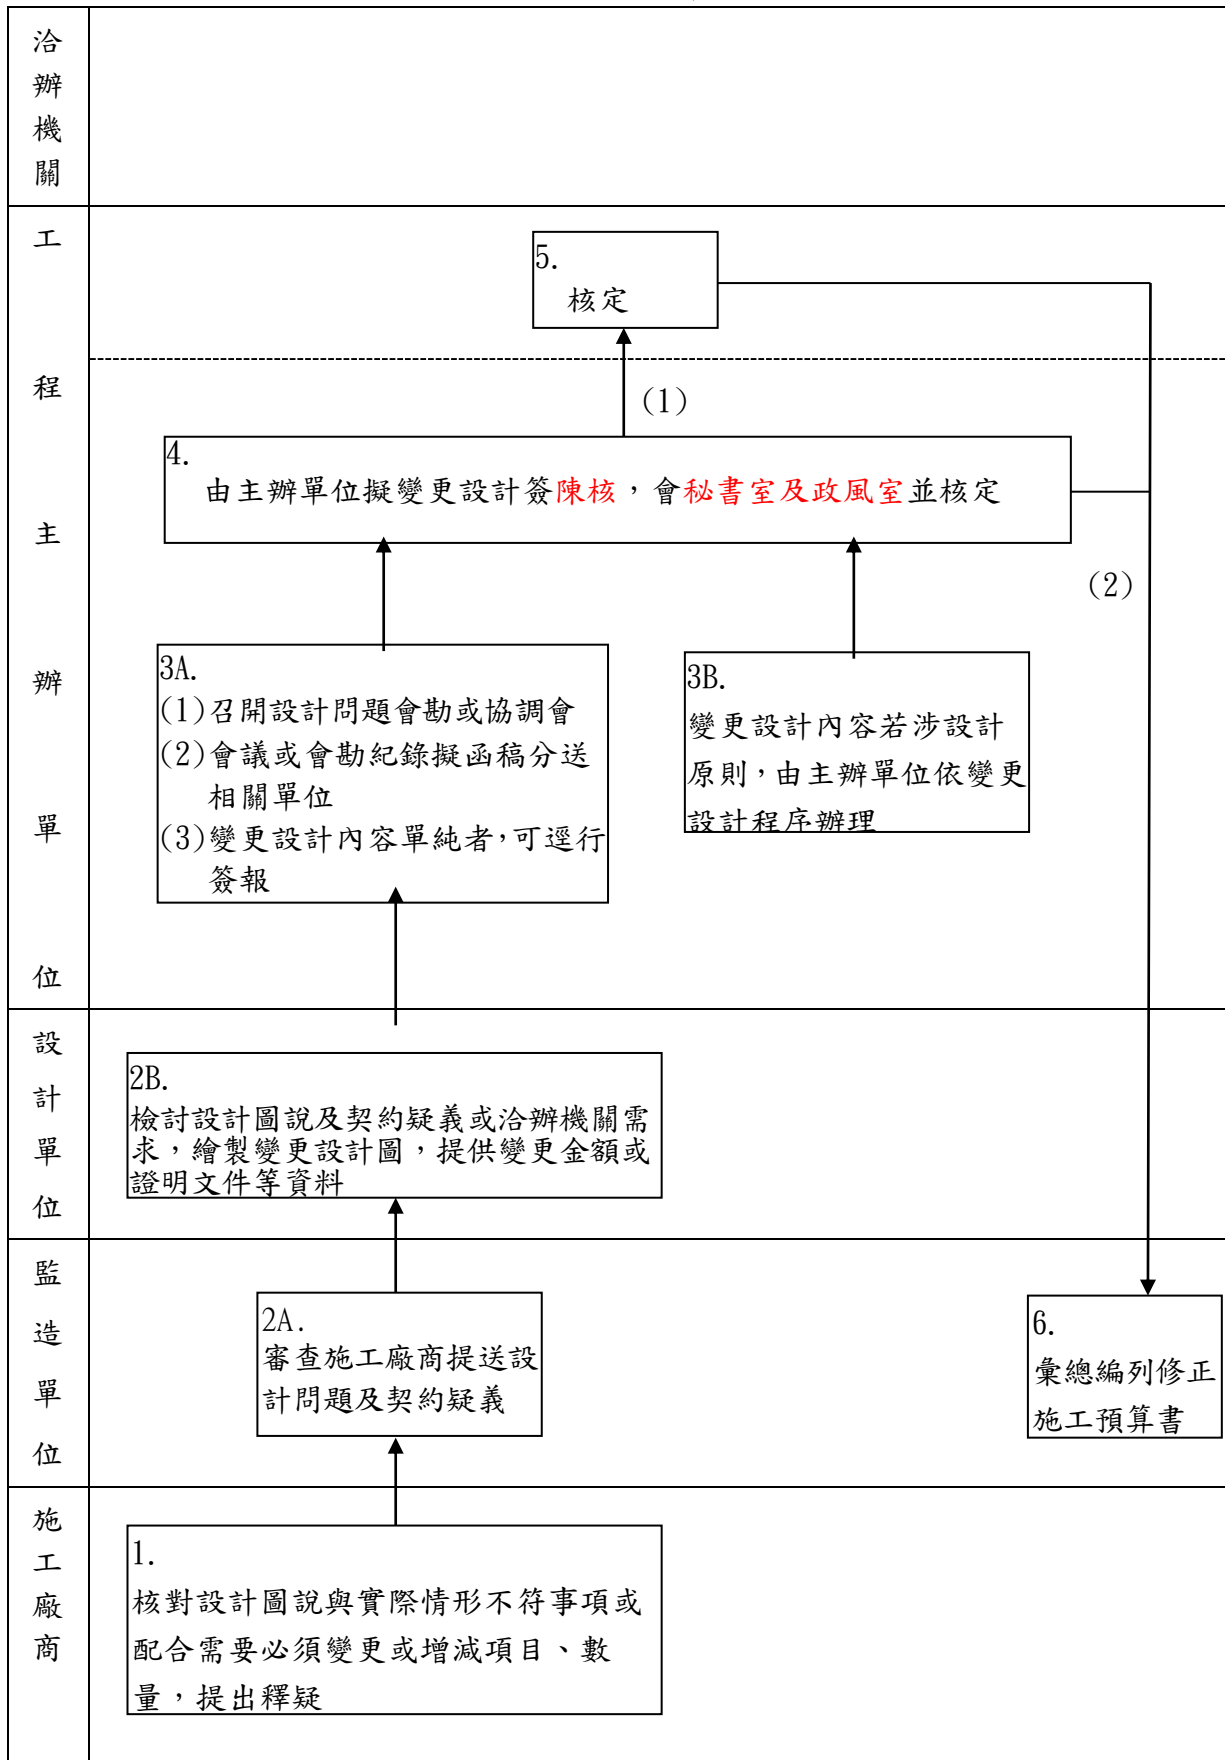 洽辦機關
工程主辦單位
5.
核定
(1)
4.
由主辦單位擬變更設計簽陳核，會秘書室及政風室並核定
(2)
3A.
(1)召開設計問題會勘或協調會
(2)會議或會勘紀錄擬函稿分送
相關單位
(3)變更設計內容單純者,可逕行
簽報
3B.
變更設計內容若涉設計
原則,由主辦單位依變更
設計程序辦理
設計單位
2B.
檢討設計圖說及契約疑義或洽辦機關需
求，繪製變更設計圖，提供變更金額或
證明文件等資料
監造單位
2A.
審查施工廠商提送設
計問題及契約疑義
6.
彙總編列修正
施工預算書
施工廠商
1.
核對設計圖說與實際情形不符事項或
配合需要必須變更或增減項目、數
量，提出釋疑